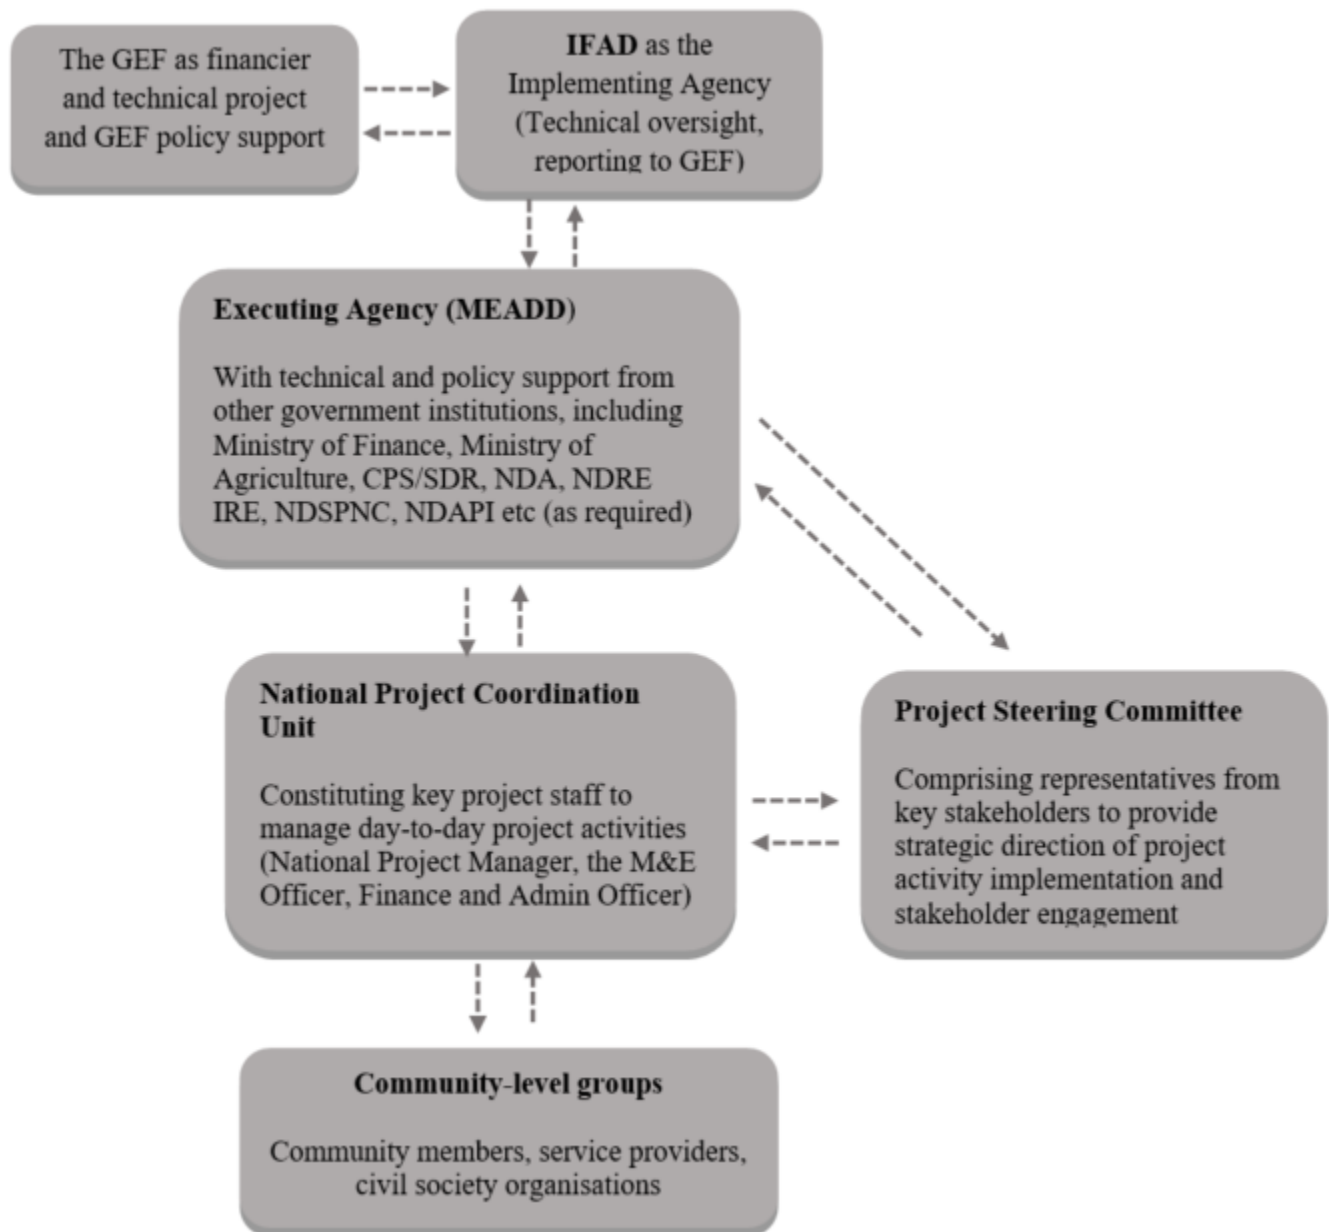 The GEF as financier
and technical project
and GEF policy support
IFAD as the
Implementing Agency
(Technical oversight,
reporting to GEF)
Executing Agency (MEADD)
With technical and policy support from
other government institutions, including
Ministry of Finance, Ministry of
Agriculture, CPS/SDR, NDA, NDRE
IRE, NDSPNC, NDAPI etc (as required)
National Project Coordination
Unit
Constituting key project staff to
manage day-to-day project activities
(National Project Manager, the M&E
Officer, Finance and Admin Officer)
Project Steering Committee
Comprising representatives from
key stakeholders to provide
strategic direction of project
activity implementation and
stakeholder engagement
Community-level groups
Community members, service providers,
civil society organisations